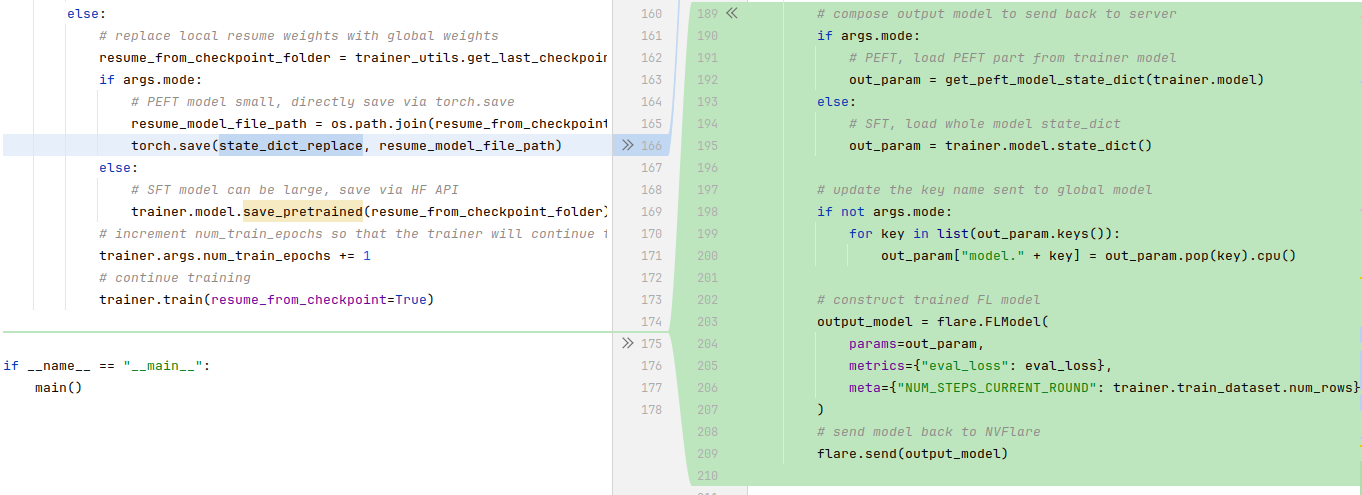 else:
# replace local resume weights with global weights
resume_from_checkpoint_folder = trainer_utils.get_last_checkpoin
if args.mode:
# PEFT model small, directly save via torch.save
resume_model_file_path = os.path.join(resume_from_checkpoint
torch.save(state_dict_replace, resume_model_file_path)
else:
# SFT model can be large, save via HF API
trainer.model.save_pretrained(resume_from_checkpoint_folder)
# increment num_train_epochs so that the trainer will continue t
trainer.args.num_train_epochs += 1
# continue training
trainer.train(resume_from_checkpoint=True)
if __name__ == "__main__":
main()
160
161
162
163
164
165
166
167
168
169
170
171
172
173
174
175
176
177
178
189 # compose output model to send back to server
190 if args.mode:
191 # PEFT, load PEFT part from trainer model
192 out_param = get_peft_model_state_dict(trainer.model)
193 else:
194 # SFT, load whole model state_dict
195 out_param = trainer.model.state_dict()
196
197 # update the key name sent to global model
198 if not args.mode:
199 for key in list(out_param.keys()):
200 out_param["model." + key] = out_param.pop(key).cpu()
201
202 # construct trained FL model
203 output_model = flare.FLModel(
204 params=out_param,
205 metrics={"eval_loss": eval_loss},
206 meta={"NUM_STEPS_CURRENT_ROUND": trainer.train_dataset.num_rows}
207 )
208 # send model back to NVFlare
209 flare.send(output_model)
210